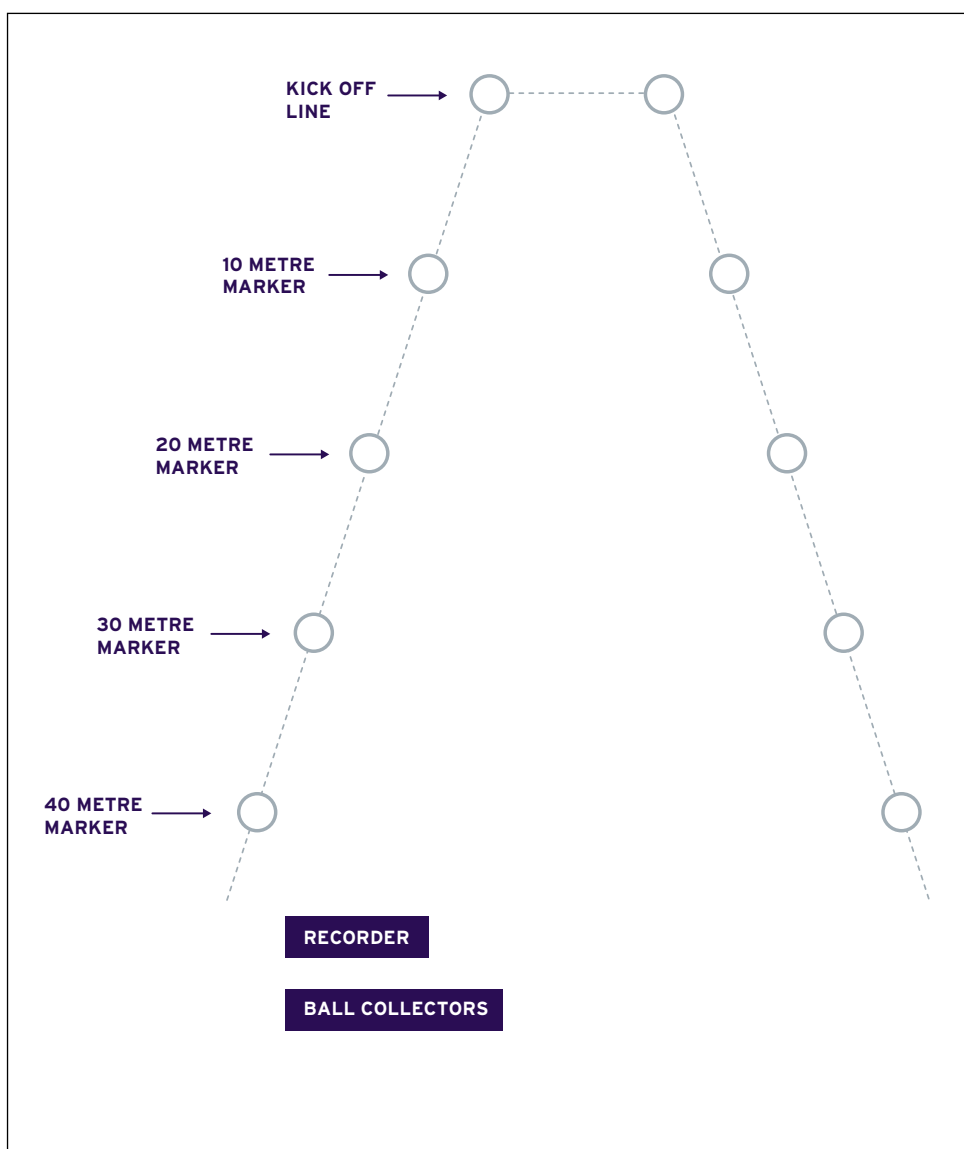 KICK OFF
LINE
10 METRE
MARKER
20 METRE
MARKER
30 METRE
MARKER
40 METRE
MARKER
RECORDER
BALL COLLECTORS